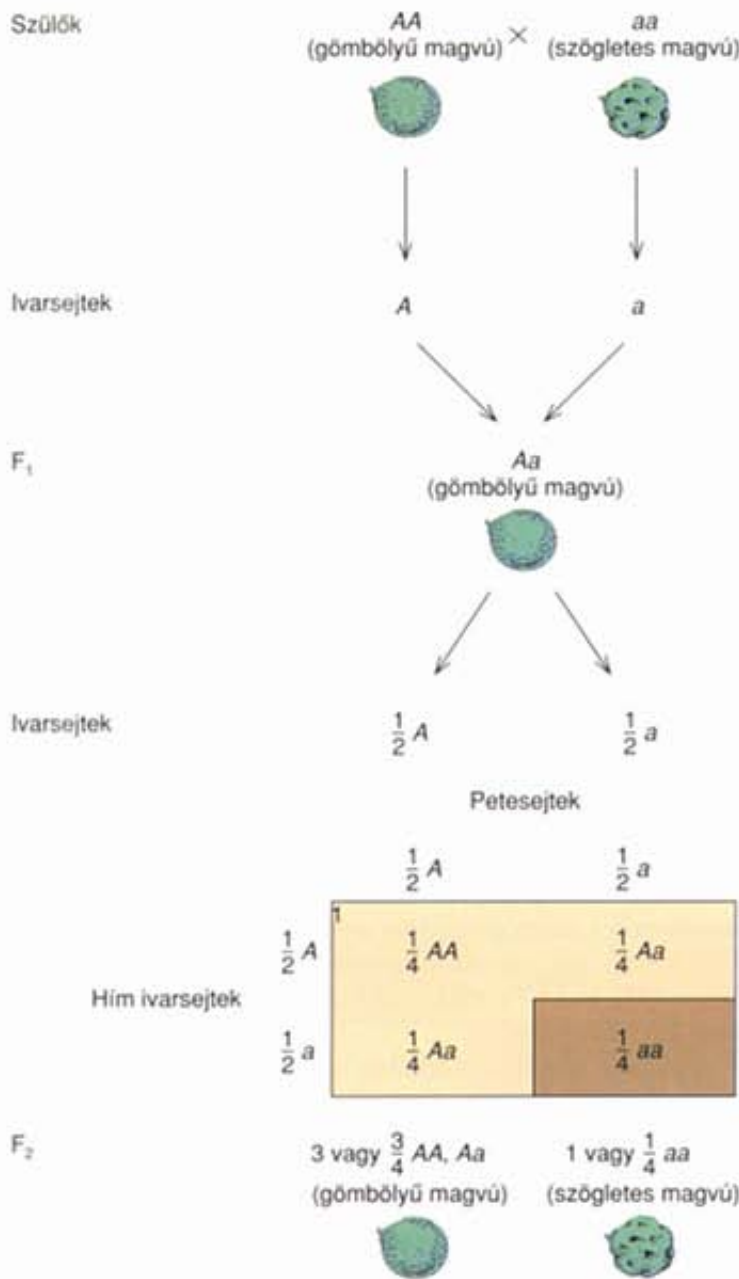 Szülők
AA × aa
(gömbölyű magvú) (szögletes magvú)
Ivarsejtek A a
F₁
Aa
(gömbölyű magvú)
Ivarsejtek 1/2 A 1/2 a
Petesejtek
1/2 A 1/2 a
1
1/2 A 1/4 AA 1/4 Aa
Hím ivarsejtek
1/2 a 1/4 Aa 1/4 aa
F₂
3 vagy 3/4 AA, Aa 1 vagy 1/4 aa
(gömbölyű magvú) (szögletes magvú)